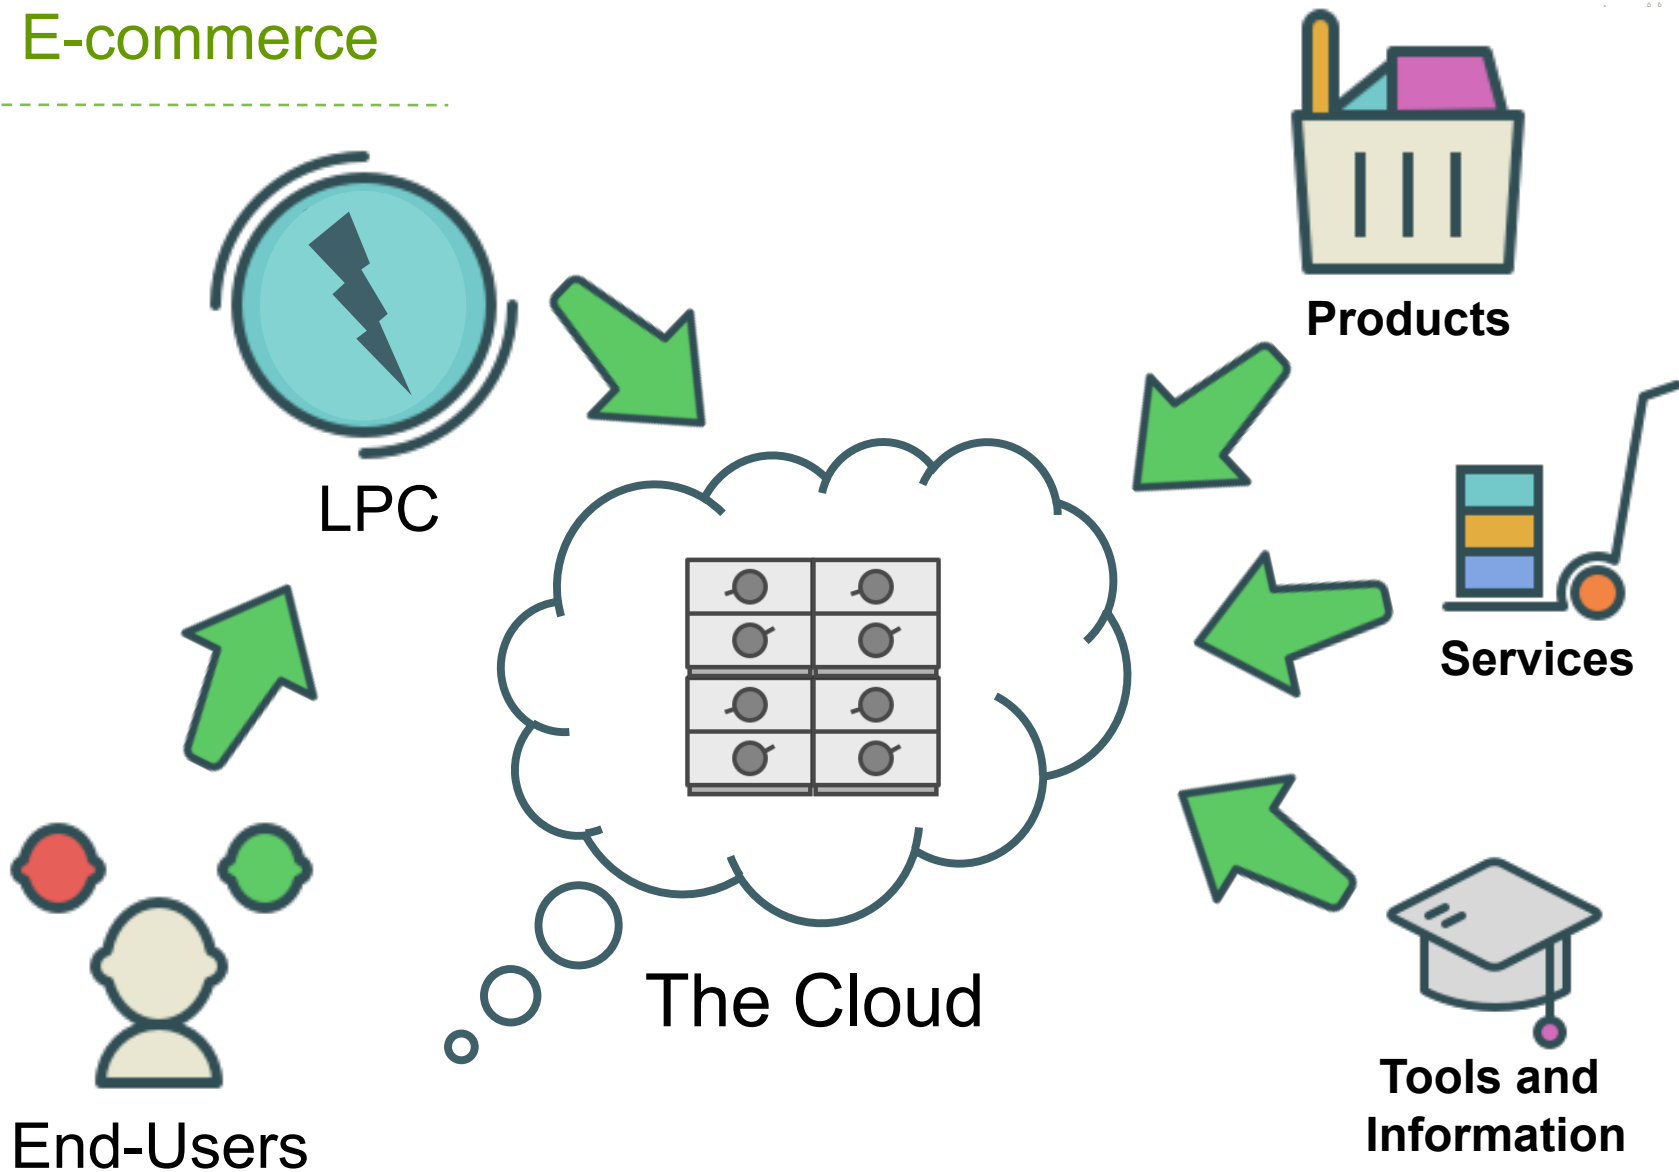 E-commerce
LPC
Products
Services
The Cloud
Tools and
Information
End-Users